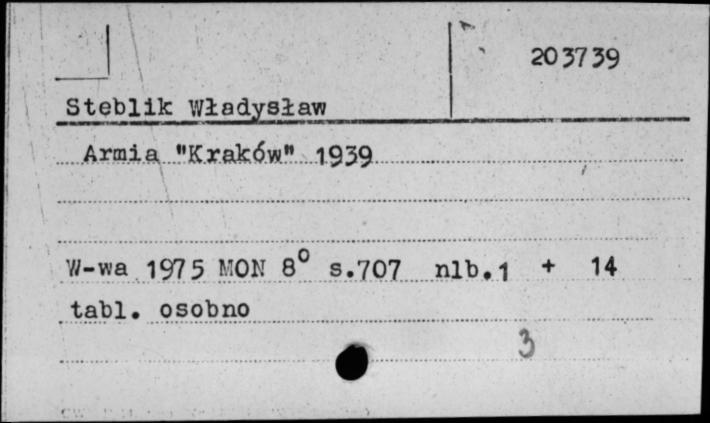 203739
Steblik Władysław
Armia "Kraków" 1939
W-wa 1975 MON 8° s.707 nlb.1 + 14
tabl. osobno
3